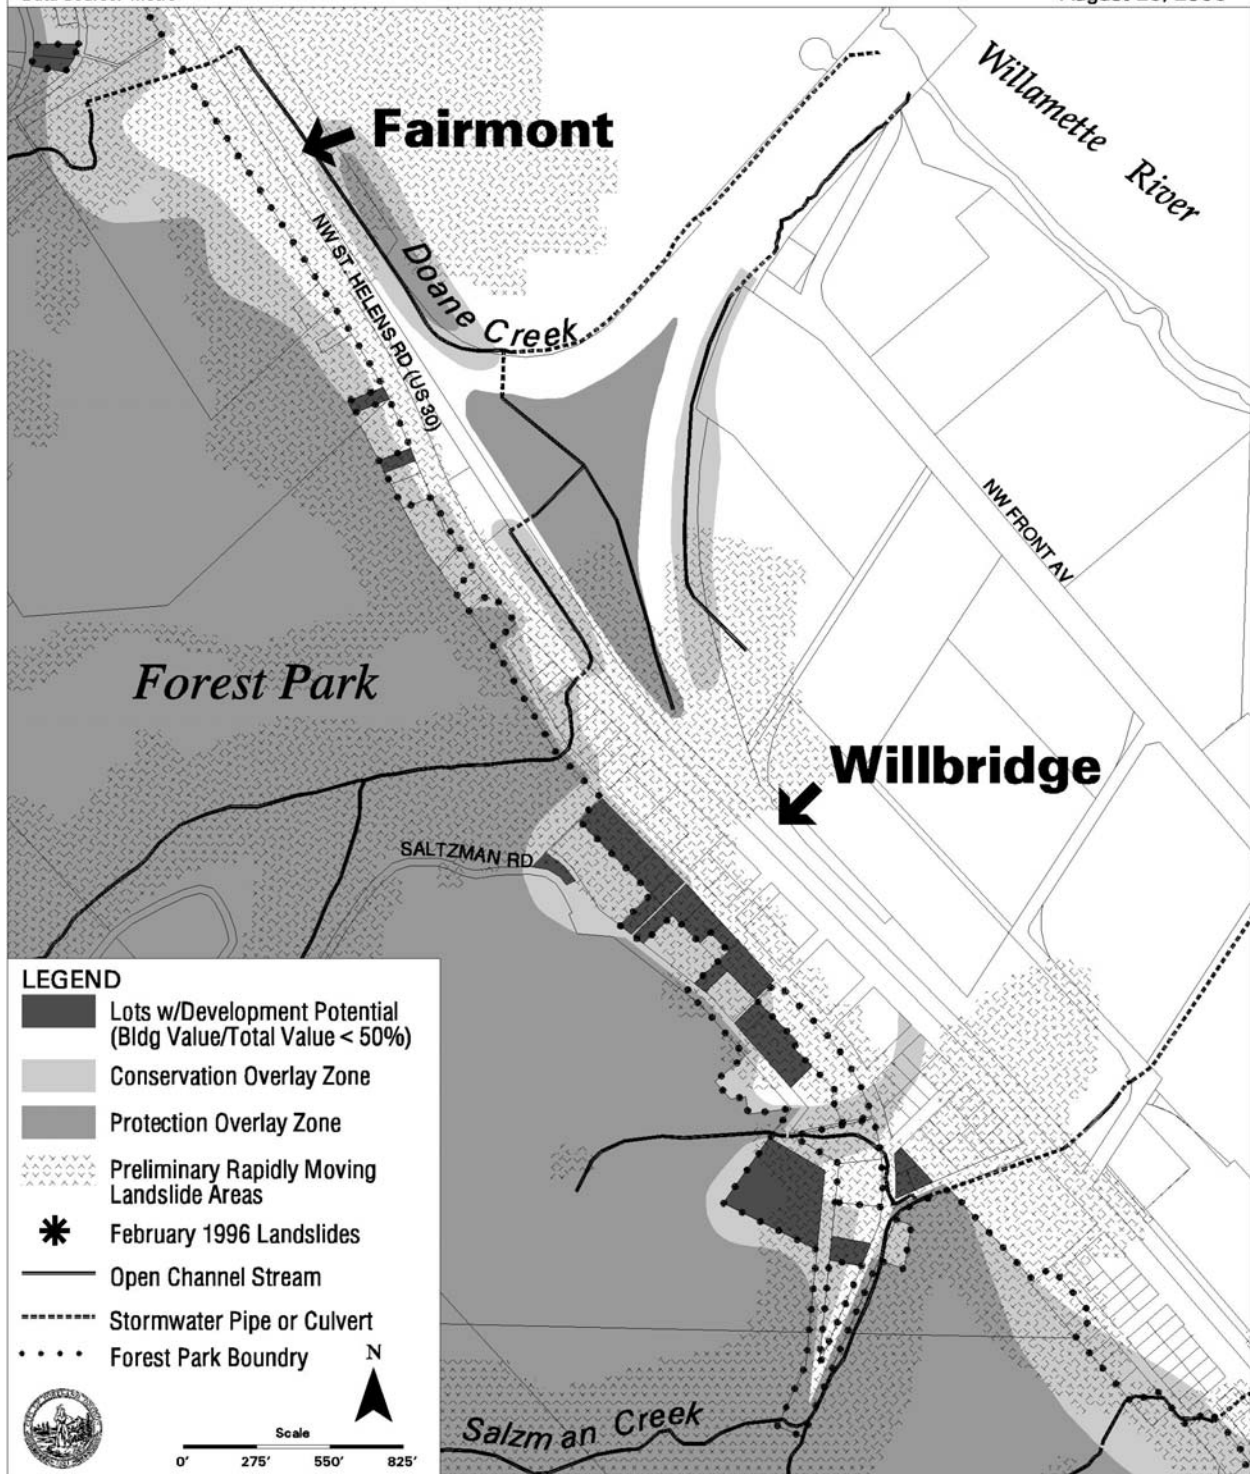 Willamette
River
Fairmont
Doane
Creek
NW ST. HELENS RD (US 30)
NW FRONT AV
Forest Park
Willbridge
SALTZMAN RD
LEGEND
Lots w/Development Potential
(Bldg Value/Total Value < 50%)
Conservation Overlay Zone
Protection Overlay Zone
Preliminary Rapidly Moving
Landslide Areas
February 1996 Landslides
Open Channel Stream
Stormwater Pipe or Culvert
Forest Park Boundry
N
Scale
0' 275' 550' 825'
Salzman Creek